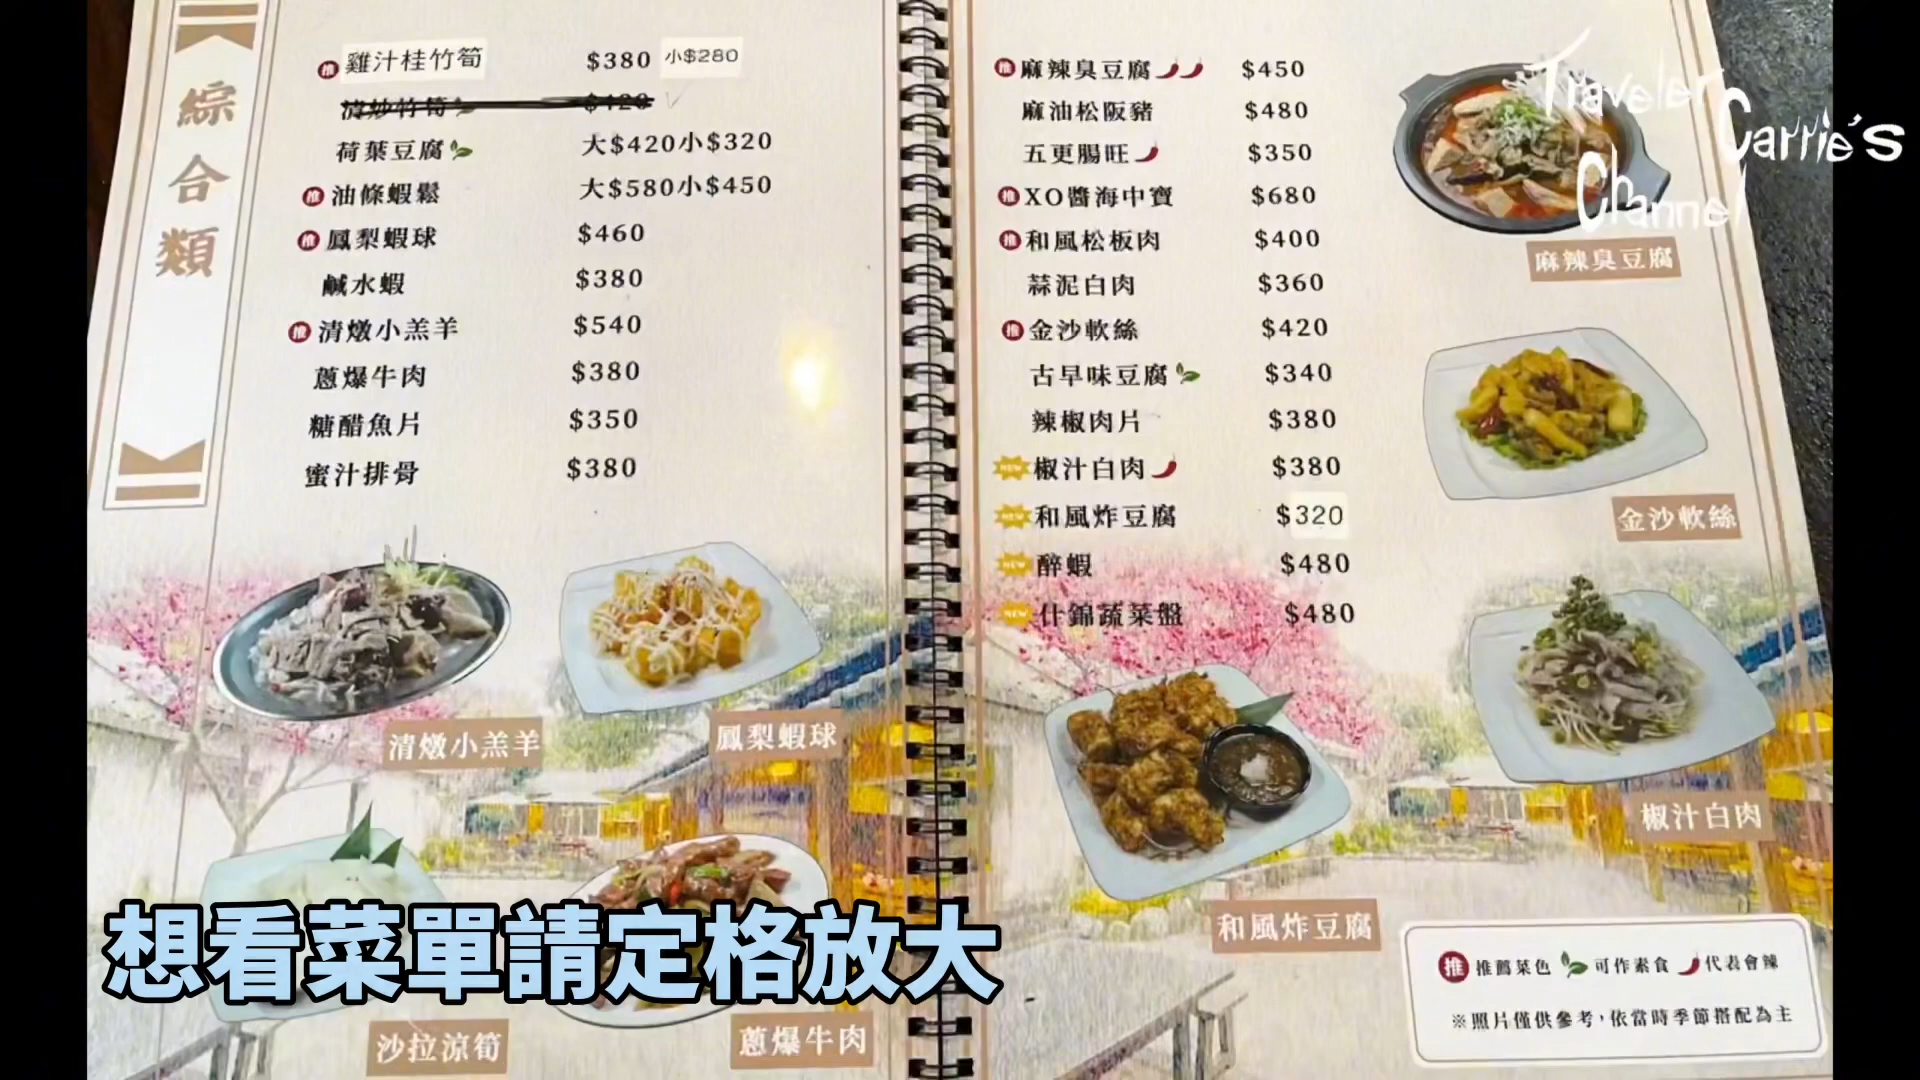 綜合類
推 雞汁桂竹筍 $380 小$280
清炒竹筍 $420
荷葉豆腐 大$420小$320
推 油條蝦鬆 大$580小$450
推 鳳梨蝦球 $460
鹹水蝦 $380
推 清燉小羔羊 $540
蔥爆牛肉 $380
糖醋魚片 $350
蜜汁排骨 $380
清燉小羔羊
鳳梨蝦球
沙拉涼筍
蔥爆牛肉
推 麻辣臭豆腐 $450
麻油松阪豬 $480
五更腸旺 $350
推 XO醬海中寶 $680
推 和風松板肉 $400
蒜泥白肉 $360
推 金沙軟絲 $420
古早味豆腐 $340
辣椒肉片 $380
NEW 椒汁白肉 $380
NEW 和風炸豆腐 $320
NEW 醉蝦 $480
NEW 什錦蔬菜盤 $480
麻辣臭豆腐
金沙軟絲
椒汁白肉
和風炸豆腐
推 推薦菜色 可作素食 代表會辣
※照片僅供參考，依當時季節搭配為主
Traveler
Carrie's
Channel
想看菜單請定格放大